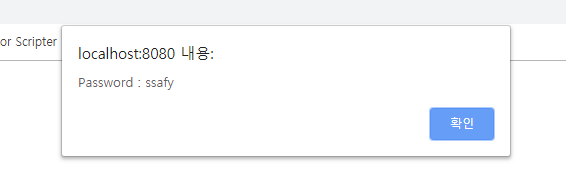 or Scripter
localhost:8080 내용:
Password : ssafy
확인